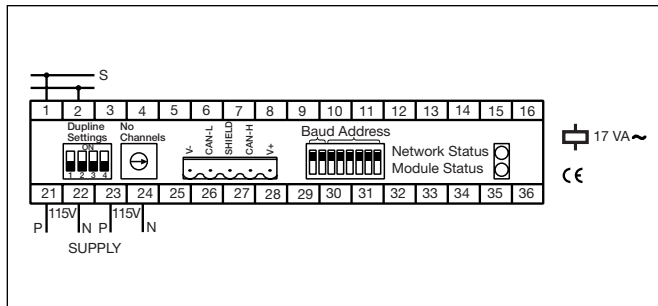 S
1 2 3 4 5 6 7 8 9 10 11 12 13 14 15 16
Dupline
Settings
ON
1 2 3 4
No
Channels
V-
CAN-L
SHIELD
CAN-H
V+
Baud Address
Network Status
Module Status
17 VA ~
CE
21 22 23 24 25 26 27 28 29 30 31 32 33 34 35 36
115V 115V
P N P N
SUPPLY